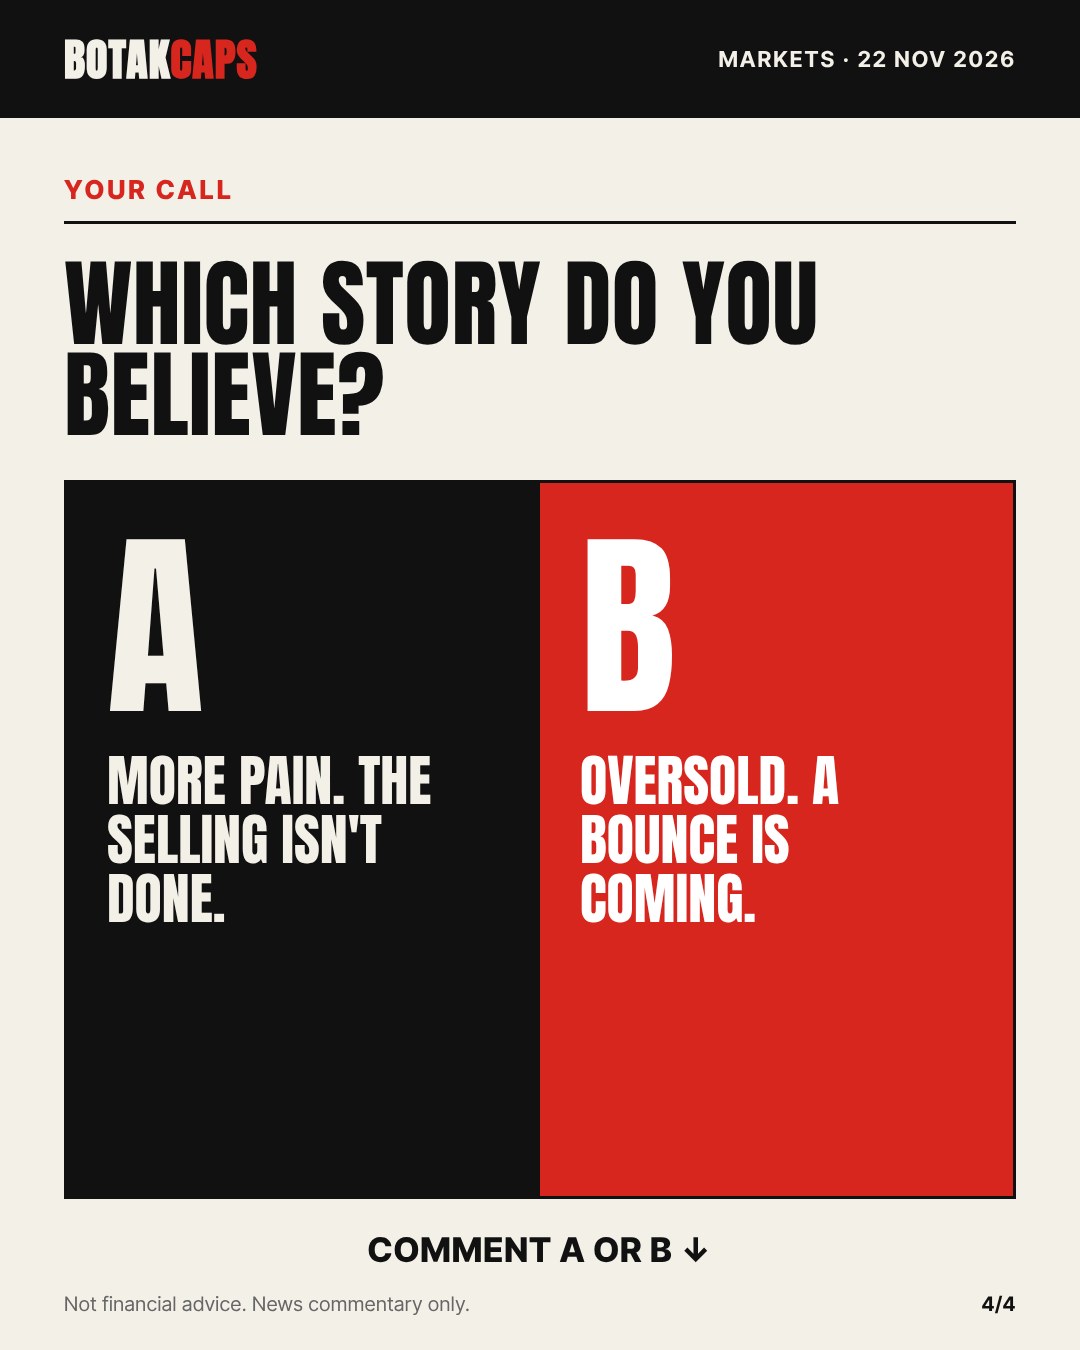 BOTAKCAPS
MARKETS · 22 NOV 2026
YOUR CALL
WHICH STORY DO YOU
BELIEVE?
A
MORE PAIN. THE
SELLING ISN'T
DONE.
B
OVERSOLD. A
BOUNCE IS
COMING.
COMMENT A OR B ↓
Not financial advice. News commentary only.
4/4